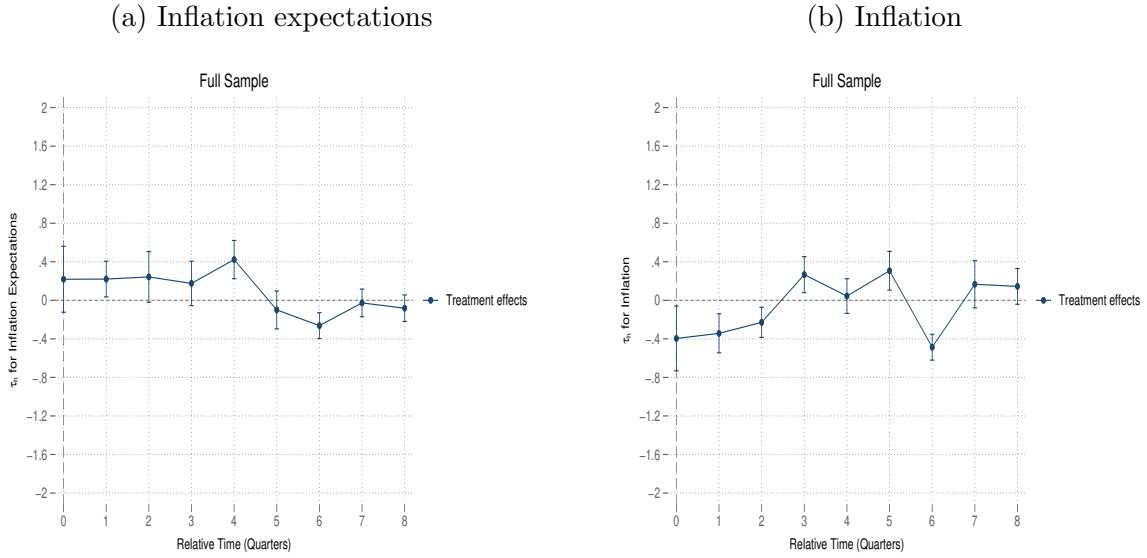 (a) Inflation expectations
Full Sample
τₕ for Inflation Expectations
2
1.6
1.2
.8
.4
0
−.4
−.8
−1.2
−1.6
−2
0 1 2 3 4 5 6 7 8
Relative Time (Quarters)
Treatment effects
(b) Inflation
Full Sample
τₕ for Inflation
2
1.6
1.2
.8
.4
0
−.4
−.8
−1.2
−1.6
−2
0 1 2 3 4 5 6 7 8
Relative Time (Quarters)
Treatment effects